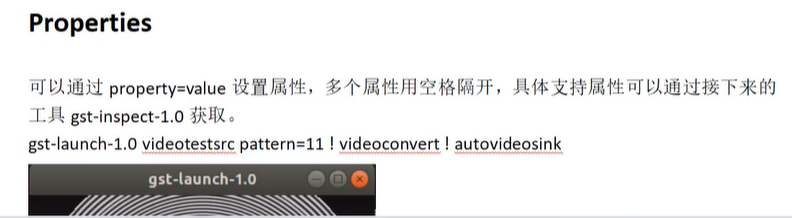 Properties
可以通过 property=value 设置属性，多个属性用空格隔开，具体支持属性可以通过接下来的
工具 gst-inspect-1.0 获取。
gst-launch-1.0 videotestsrc pattern=11 ! videoconvert ! autovideosink
gst-launch-1.0